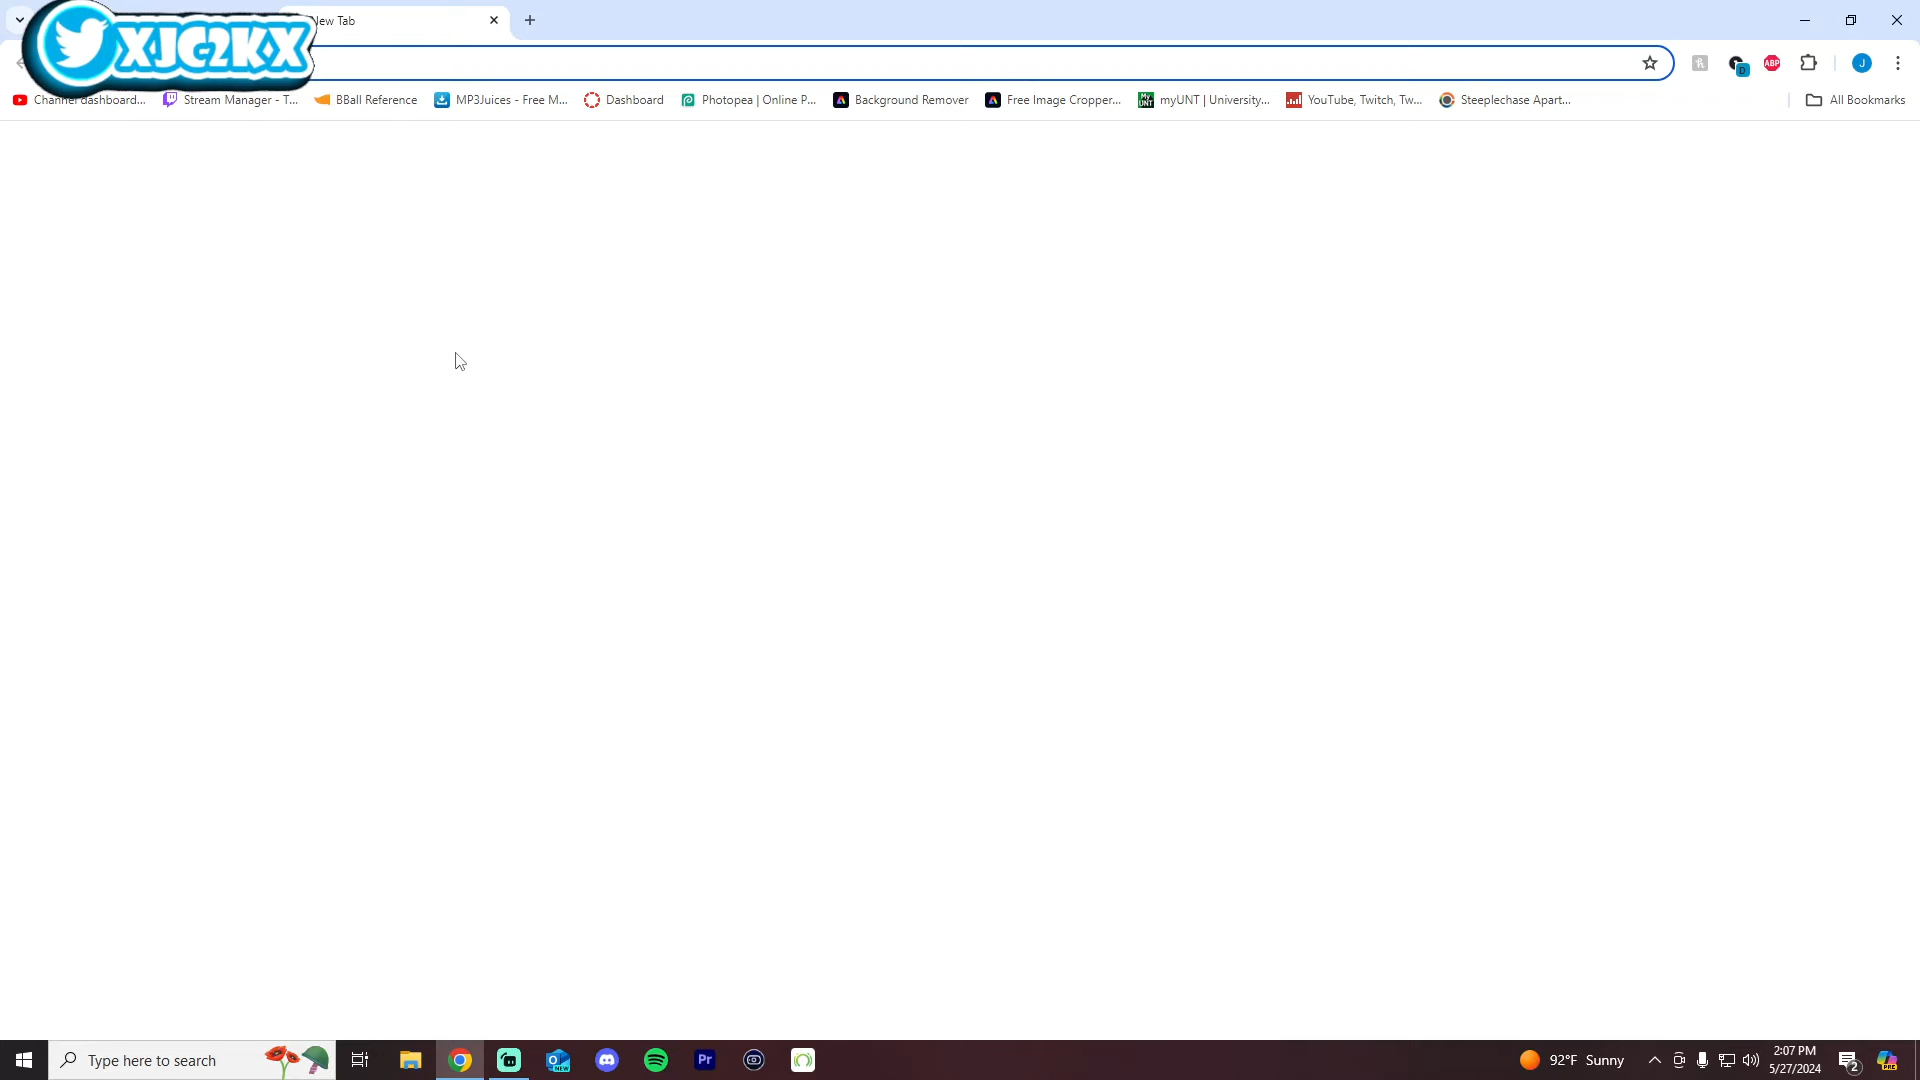 New Tab
XJC2KX
ABP
J
Channel dashboard...
Stream Manager - T...
BBall Reference
MP3Juices - Free M...
Dashboard
Photopea | Online P...
Background Remover
Free Image Cropper...
myUNT | University...
YouTube, Twitch, Tw...
Steeplechase Apart...
All Bookmarks
Type here to search
Pr
92°F Sunny
2:07 PM
5/27/2024
2